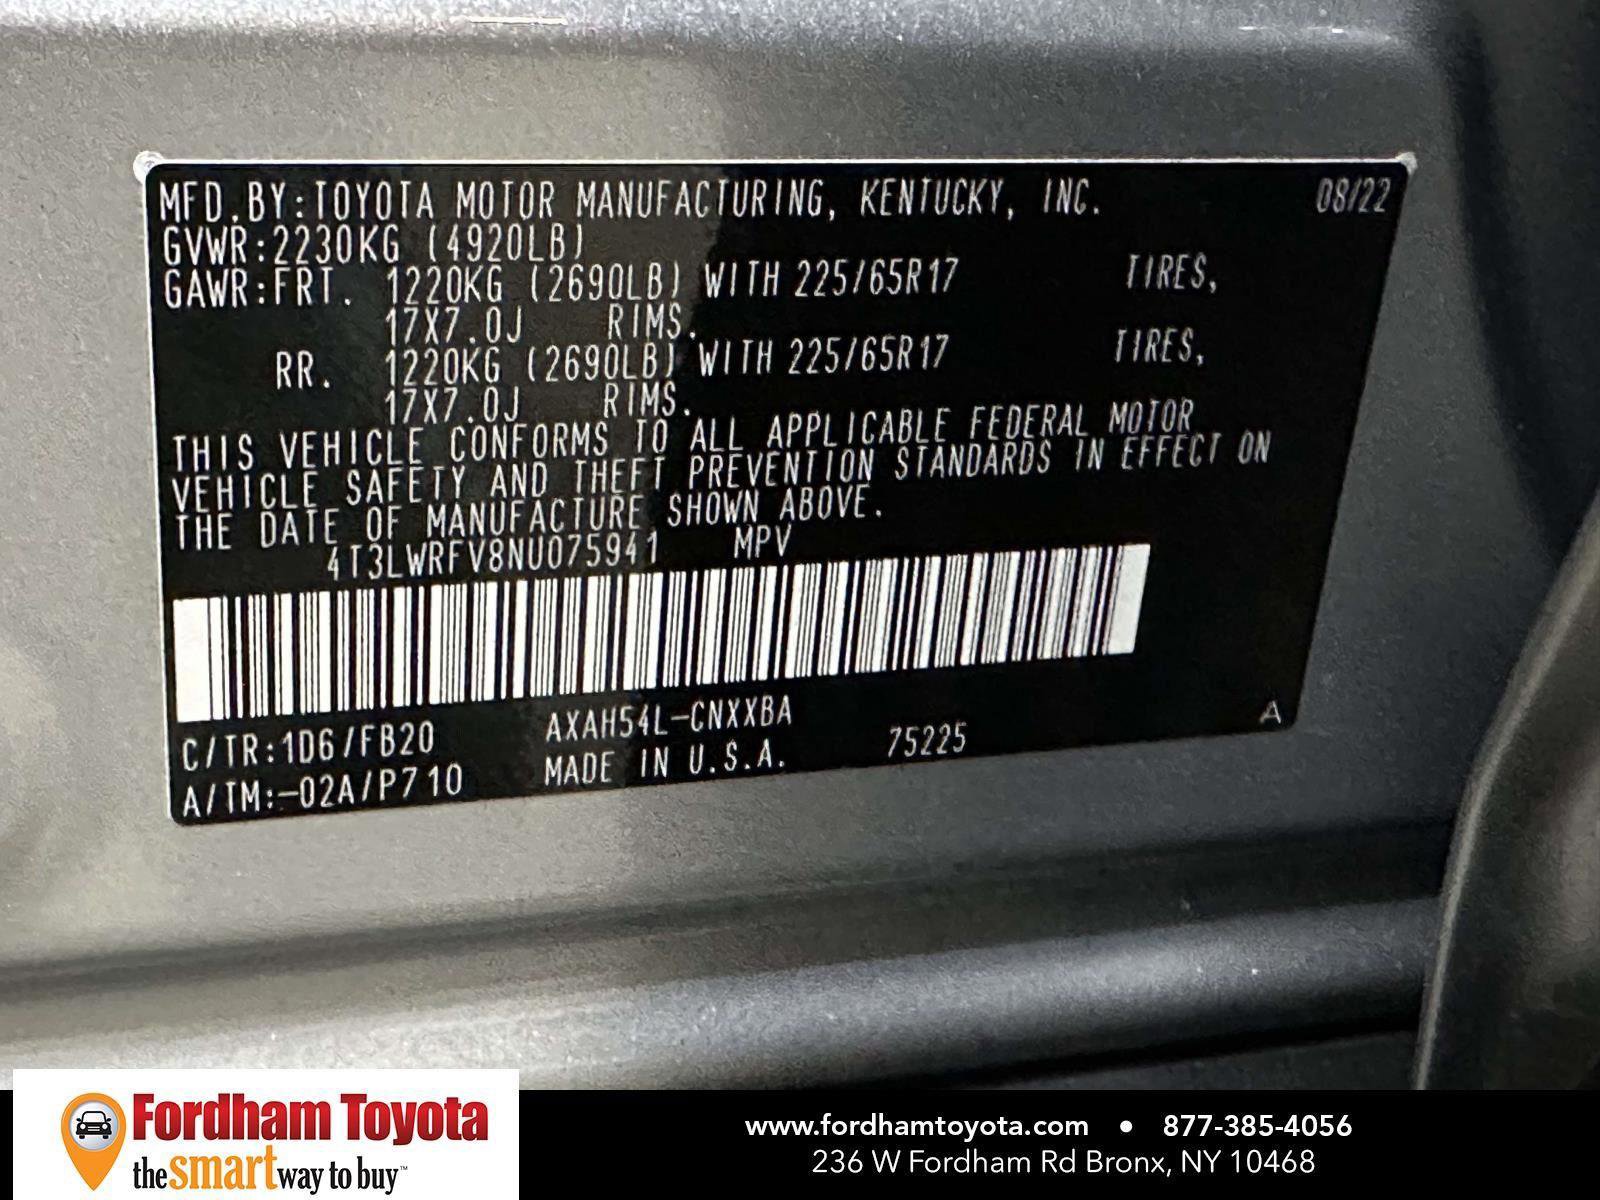 MFD.BY:TOYOTA MOTOR MANUFACTURING, KENTUCKY, INC. 08/22
GVWR:2230KG (4920LB)
GAWR:FRT. 1220KG (2690LB) WITH 225/65R17 TIRES,
17X7.0J RIMS.
RR. 1220KG (2690LB) WITH 225/65R17 TIRES,
17X7.0J RIMS.
THIS VEHICLE CONFORMS TO ALL APPLICABLE FEDERAL MOTOR
VEHICLE SAFETY AND THEFT PREVENTION STANDARDS IN EFFECT ON
THE DATE OF MANUFACTURE SHOWN ABOVE.
4T3LWRFV8NU075941 MPV
C/TR:1D6/FB20 AXAH54L-CNXXBA A
A/TM:-02A/P710 MADE IN U.S.A. 75225
Fordham Toyota
the smart way to buy™
www.fordhamtoyota.com • 877-385-4056
236 W Fordham Rd Bronx, NY 10468